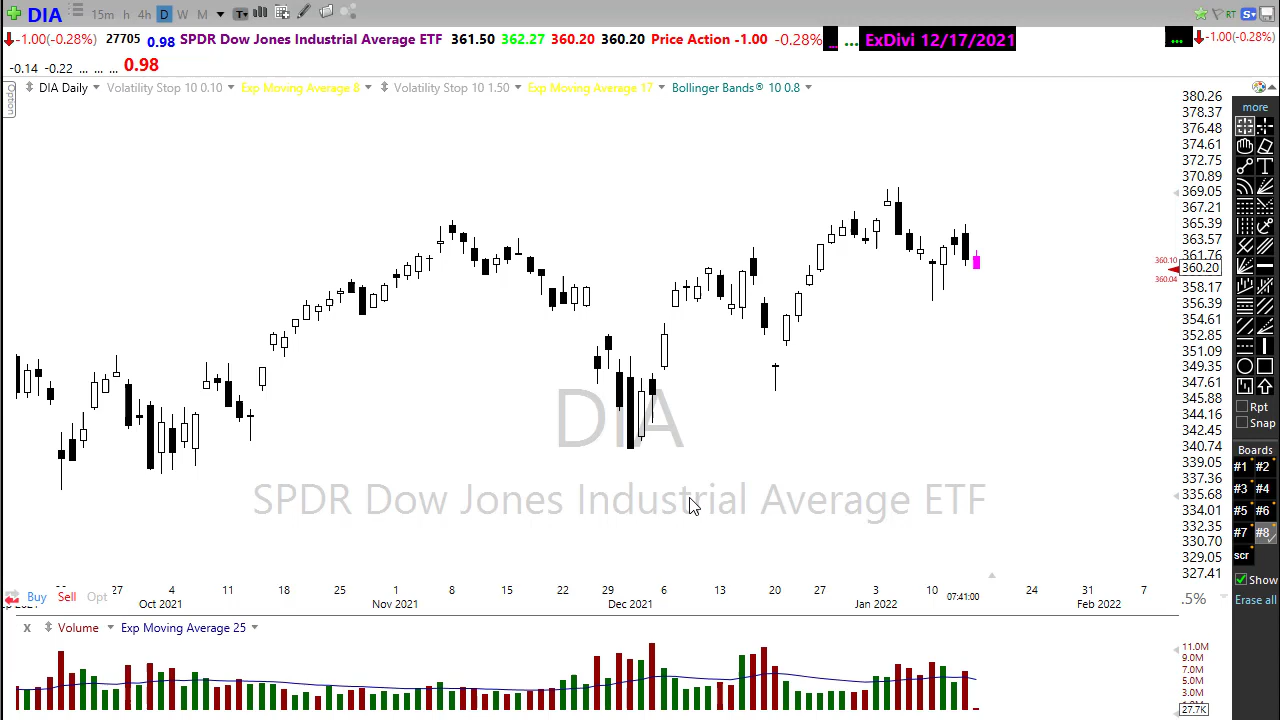 DIA 15m h 4h D W M T RT S
-1.00(-0.28%) 27705 0.98 SPDR Dow Jones Industrial Average ETF 361.50 362.27 360.20 360.20 Price Action -1.00 -0.28% ... ... ExDivi 12/17/2021 ... -1.00(-0.28%)
-0.14 -0.22 ... ... ... 0.98
Option DIA Daily Volatility Stop 10 0.10 Exp Moving Average 8 Volatility Stop 10 1.50 Exp Moving Average 17 Bollinger Bands® 10 0.8
380.26
378.37
376.48
374.61
372.75
370.89
369.05
367.21
365.39
363.57
361.76
360.10
360.20
360.04
358.17
356.39
354.61
352.85
351.09
349.35
347.61
345.88
344.16
342.45
340.74
339.05
337.36
335.68
334.01
332.35
330.70
329.05
327.41
more
Rpt
Snap
Boards
#1 #2
#3 #4
#5 #6
#7 #8
scr
Show
Erase all
DIA
SPDR Dow Jones Industrial Average ETF
27 4 11 18 25 1 8 15 22 29 6 13 20 27 3 10 07:41:00 24 31 7
Oct 2021 Nov 2021 Dec 2021 Jan 2022 Feb 2022
Buy Sell Opt .5%
X Volume Exp Moving Average 25
11.0M
9.0M
7.0M
5.0M
3.0M
27.7K